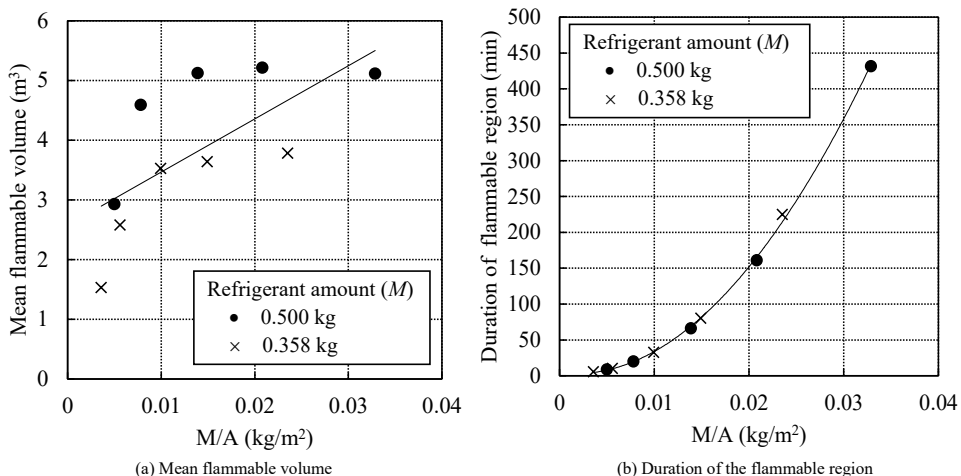 6
5
4
3
2
1
0
Mean flammable volume (m³)
Refrigerant amount (M)
0.500 kg
0.358 kg
0 0.01 0.02 0.03 0.04
M/A (kg/m²)
(a) Mean flammable volume
500
450
400
350
300
250
200
150
100
50
0
Duration of flammable region (min)
Refrigerant amount (M)
0.500 kg
0.358 kg
0 0.01 0.02 0.03 0.04
M/A (kg/m²)
(b) Duration of the flammable region